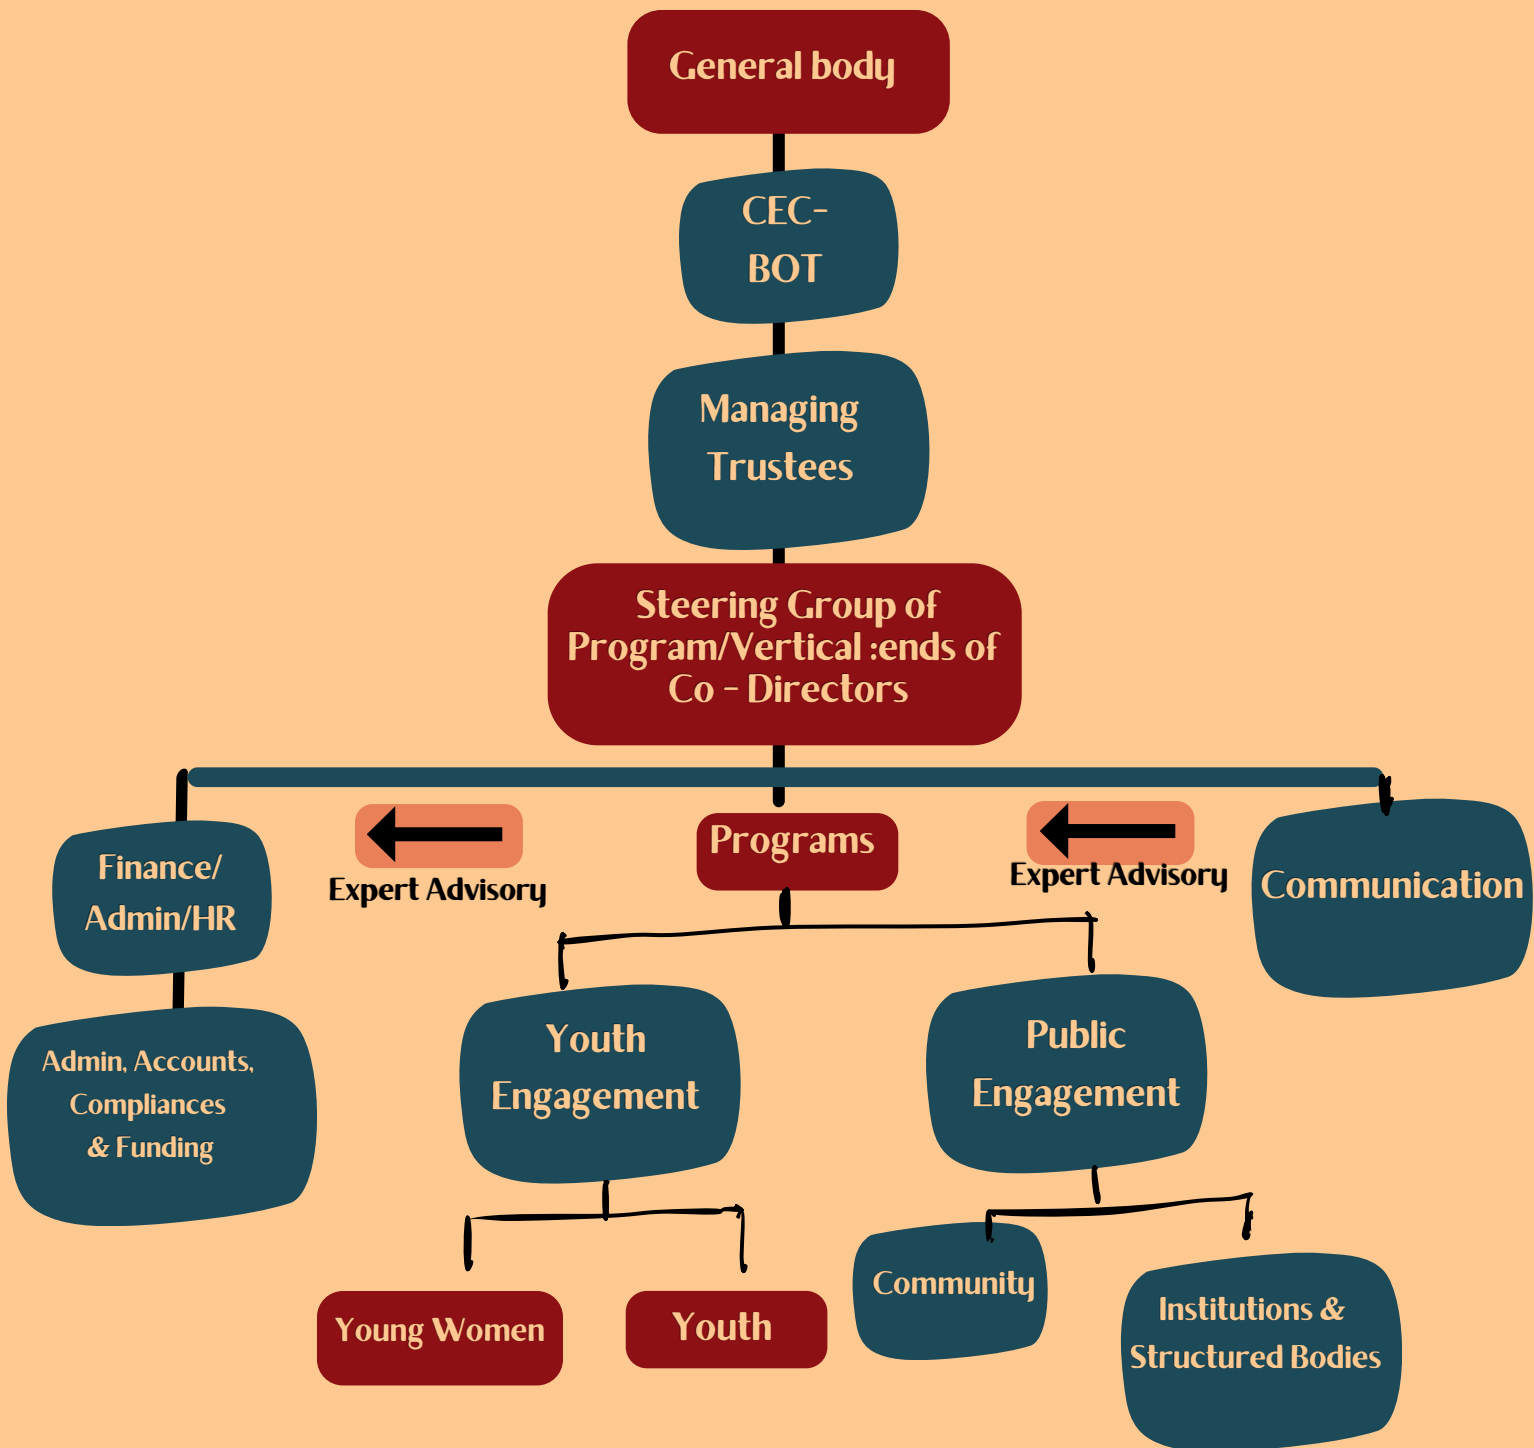 General body
CEC-
BOT
Managing
Trustees
Steering Group of
Program/Vertical :ends of
Co - Directors
Finance/
Admin/HR
Expert Advisory
Programs
Expert Advisory
Communication
Admin, Accounts,
Compliances
& Funding
Youth
Engagement
Public
Engagement
Young Women
Youth
Community
Institutions &
Structured Bodies